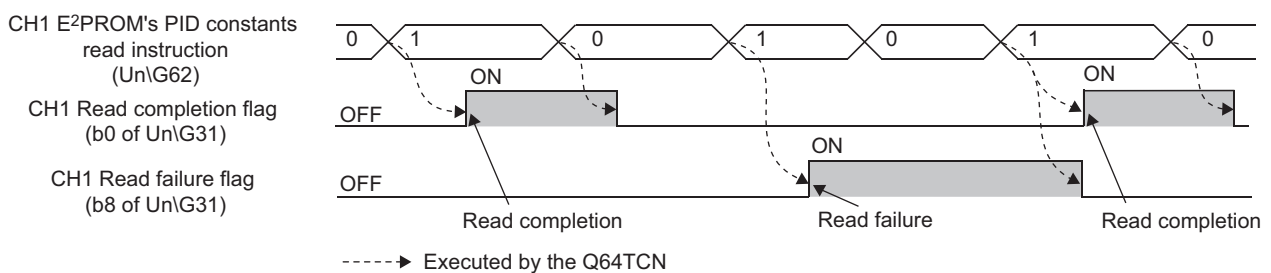 CH1 E²PROM's PID constants
read instruction
(Un\G62)
0 1 0 1 0 1 0
ON ON
CH1 Read completion flag
(b0 of Un\G31)
OFF
ON
CH1 Read failure flag
(b8 of Un\G31)
OFF
Read completion Read failure Read completion
Executed by the Q64TCN